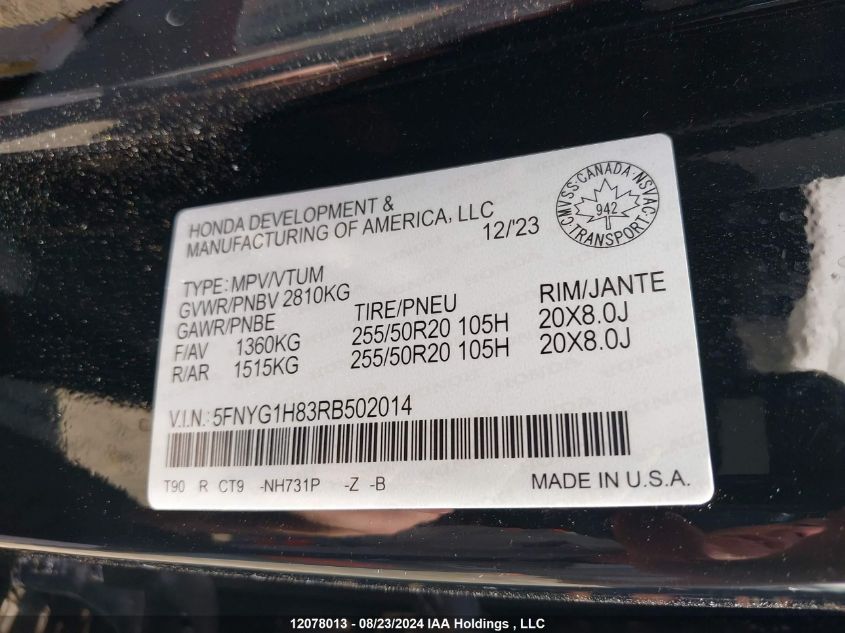 HONDA DEVELOPMENT &
MANUFACTURING OF AMERICA, LLC
12/'23
CMVSS·CANADA·NSVAC·TRANSPORT·
942
TYPE: MPV/VTUM
GVWR/PNBV 2810KG
GAWR/PNBE TIRE/PNEU RIM/JANTE
F/AV 1360KG 255/50R20 105H 20X8.0J
R/AR 1515KG 255/50R20 105H 20X8.0J
V.I.N.: 5FNYG1H83RB502014
T90 R CT9 -NH731P -Z -B MADE IN U.S.A.
12078013 - 08/23/2024 IAA Holdings , LLC